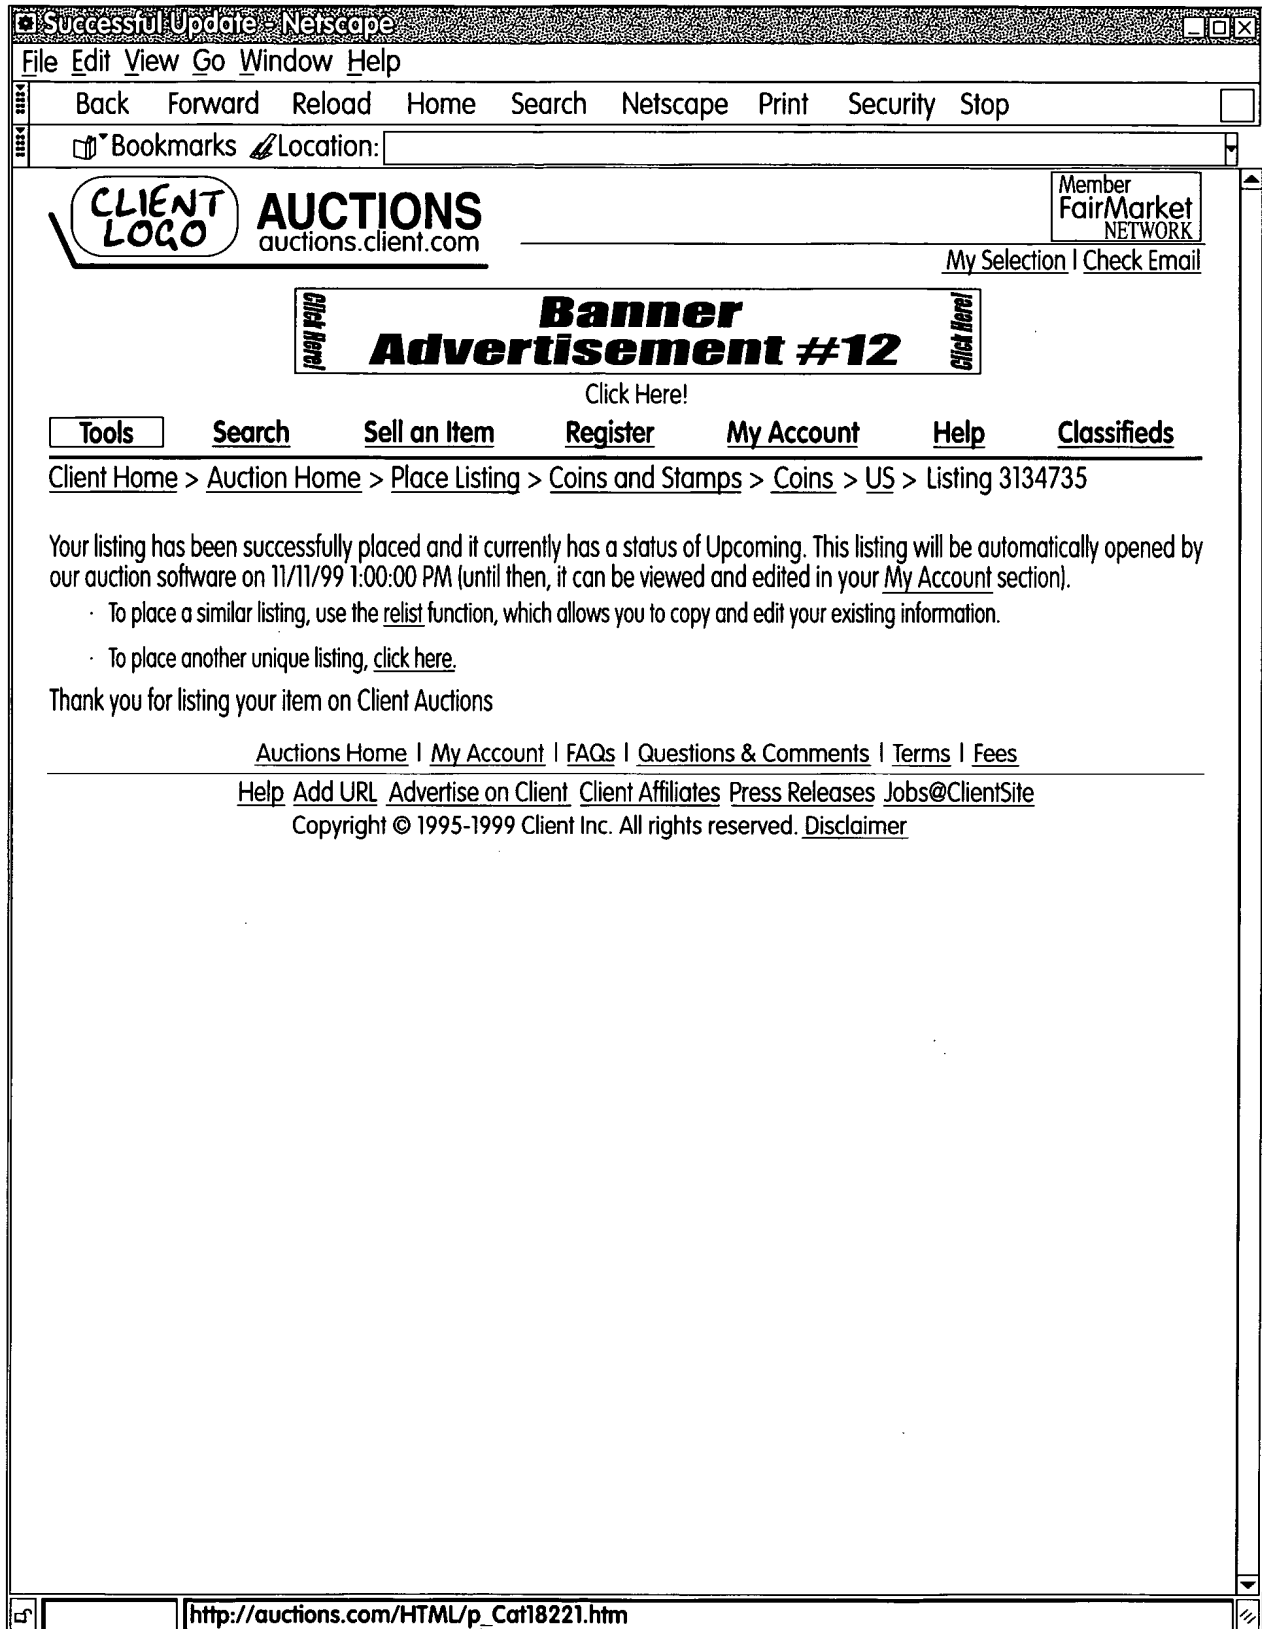 Successful Update - Netscape
File Edit View Go Window Help
Back Forward Reload Home Search Netscape Print Security Stop
Bookmarks Location:
CLIENT LOGO
AUCTIONS
auctions.client.com
Member
FairMarket
NETWORK
My Selection | Check Email
Click Here!
Banner
Advertisement #12
Click Here!
Click Here!
Tools Search Sell an Item Register My Account Help Classifieds
Client Home > Auction Home > Place Listing > Coins and Stamps > Coins > US > Listing 3134735
Your listing has been successfully placed and it currently has a status of Upcoming. This listing will be automatically opened by
our auction software on 11/11/99 1:00:00 PM (until then, it can be viewed and edited in your My Account section).
· To place a similar listing, use the relist function, which allows you to copy and edit your existing information.
· To place another unique listing, click here.
Thank you for listing your item on Client Auctions
Auctions Home | My Account | FAQs | Questions & Comments | Terms | Fees
Help Add URL Advertise on Client Client Affiliates Press Releases Jobs@ClientSite
Copyright © 1995-1999 Client Inc. All rights reserved. Disclaimer
http://auctions.com/HTML/p_Cat18221.htm